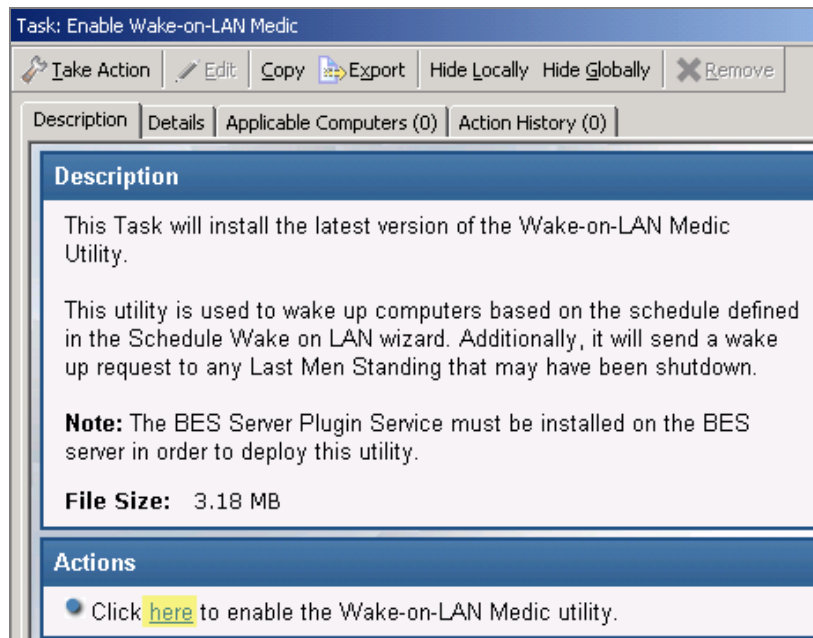 Task: Enable Wake-on-LAN Medic
Take Action Edit Copy Export Hide Locally Hide Globally Remove
Description Details Applicable Computers (0) Action History (0)
Description
This Task will install the latest version of the Wake-on-LAN Medic
Utility.
This utility is used to wake up computers based on the schedule defined
in the Schedule Wake on LAN wizard. Additionally, it will send a wake
up request to any Last Men Standing that may have been shutdown.
Note: The BES Server Plugin Service must be installed on the BES
server in order to deploy this utility.
File Size: 3.18 MB
Actions
Click here to enable the Wake-on-LAN Medic utility.